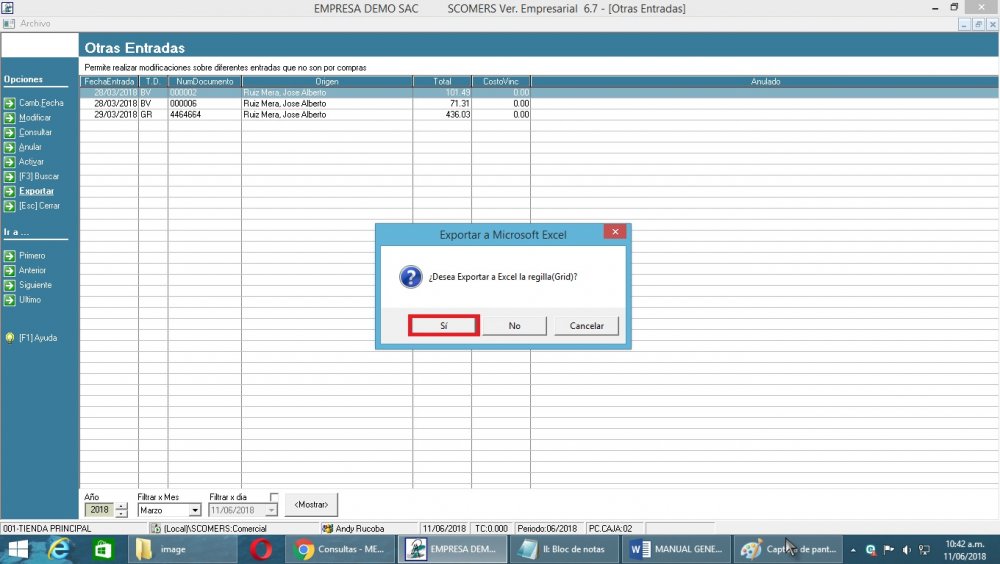 EMPRESA DEMO SAC SCOMERS Ver. Empresarial 6.7 - [Otras Entradas]
Archivo
Otras Entradas
Permite realizar modificaciones sobre diferentes entradas que no son por compras
Opciones
Camb.Fecha
Modificar
Consultar
Anular
Activar
[F3] Buscar
Exportar
[Esc] Cerrar
Ir a ...
Primero
Anterior
Siguiente
Ultimo
[F1] Ayuda
FechaEntrada T.D. NumDocumento Origen Total CostoVinc Anulado
28/03/2018 BV 000002 Ruiz Mera, Jose Alberto 101.49 0.00
28/03/2018 BV 000006 Ruiz Mera, Jose Alberto 71.31 0.00
29/03/2018 GR 4464664 Ruiz Mera, Jose Alberto 436.03 0.00
Exportar a Microsoft Excel
¿Desea Exportar a Excel la regilla(Grid)?
Sí No Cancelar
Año Filtrar x Mes Filtrar x dia
2018 Marzo 11/06/2018 <Mostrar>
001-TIENDA PRINCIPAL (Local)\SCOMERS:Comercial Andy Rucoba 11/06/2018 TC:0.000 Periodo:06/2018 PC.CAJA:02
image Consultas - ME... EMPRESA DEM... II: Bloc de notas MANUAL GENE... de pant...
10:42 a.m.
11/06/2018